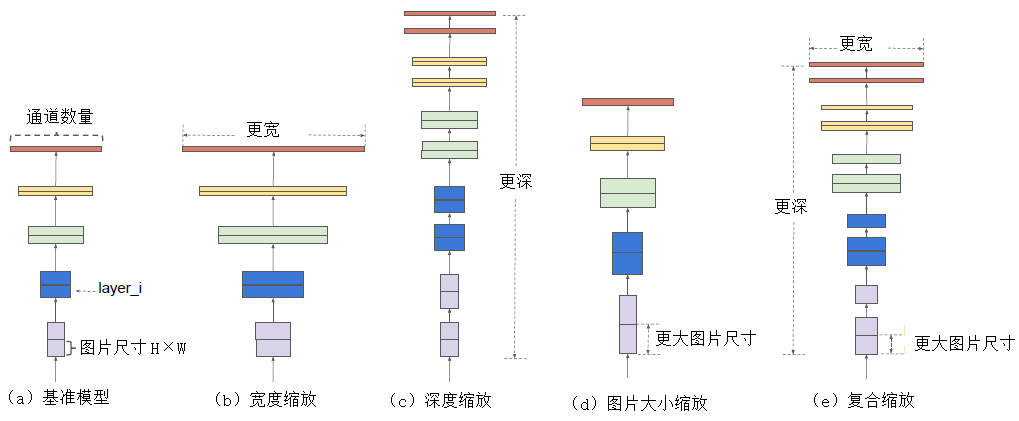 通道数量
layer_i
图片尺寸H×W
(a)基准模型
更宽
(b)宽度缩放
更深
(c)深度缩放
更大图片尺寸
(d)图片大小缩放
更宽
更深
更大图片尺寸
(e)复合缩放